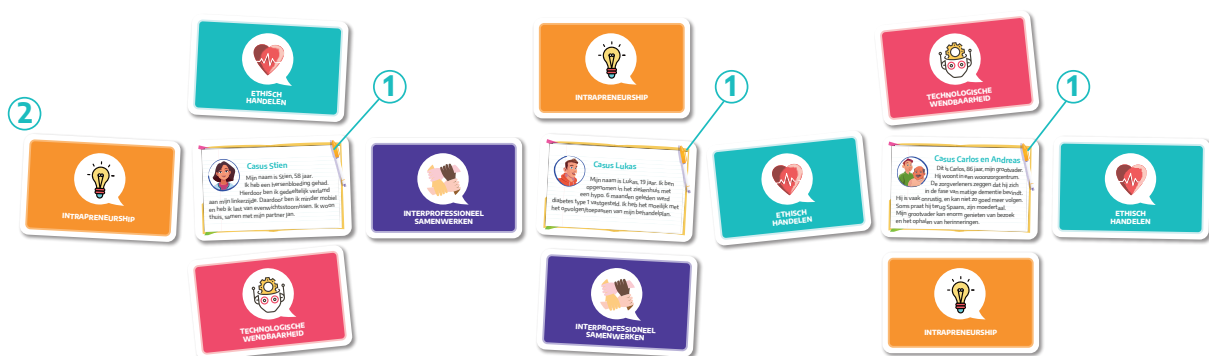 ETHISCH
HANDELEN
INTRAPRENEURSHIP
TECHNOLOGISCHE
WENDBAARHEID
1
1
1
2
INTRAPRENEURSHIP
Casus Stien
Mijn naam is Stien, 58 jaar.
Ik heb een hersenbloeding gehad.
Hierdoor ben ik gedeeltelijk verlamd
aan mijn linkerzijde. Daardoor ben ik minder mobiel
en heb ik last van evenwichtsstoornissen. Ik woon
thuis, samen met mijn partner Jan.
INTERPROFESSIONEEL
SAMENWERKEN
Casus Lukas
Mijn naam is Lukas, 19 jaar. Ik ben
opgenomen in het ziekenhuis met
een hypo. 6 maanden geleden werd
diabetes type 1 vastgesteld. Ik heb het moeilijk met
het opvolgen/toepassen van mijn behandelplan.
ETHISCH
HANDELEN
Casus Carlos en Andreas
Dit is Carlos, 86 jaar, mijn grootvader.
Hij woont in een woonzorgcentrum.
De zorgverleners zeggen dat hij zich
in de fase van matige dementie bevindt.
Hij is vaak onrustig, en kan niet zo goed meer volgen.
Soms praat hij terug Spaans, zijn moedertaal.
Mijn grootvader kan enorm genieten van bezoek
en het ophalen van herinneringen.
ETHISCH
HANDELEN
TECHNOLOGISCHE
WENDBAARHEID
INTERPROFESSIONEEL
SAMENWERKEN
INTRAPRENEURSHIP